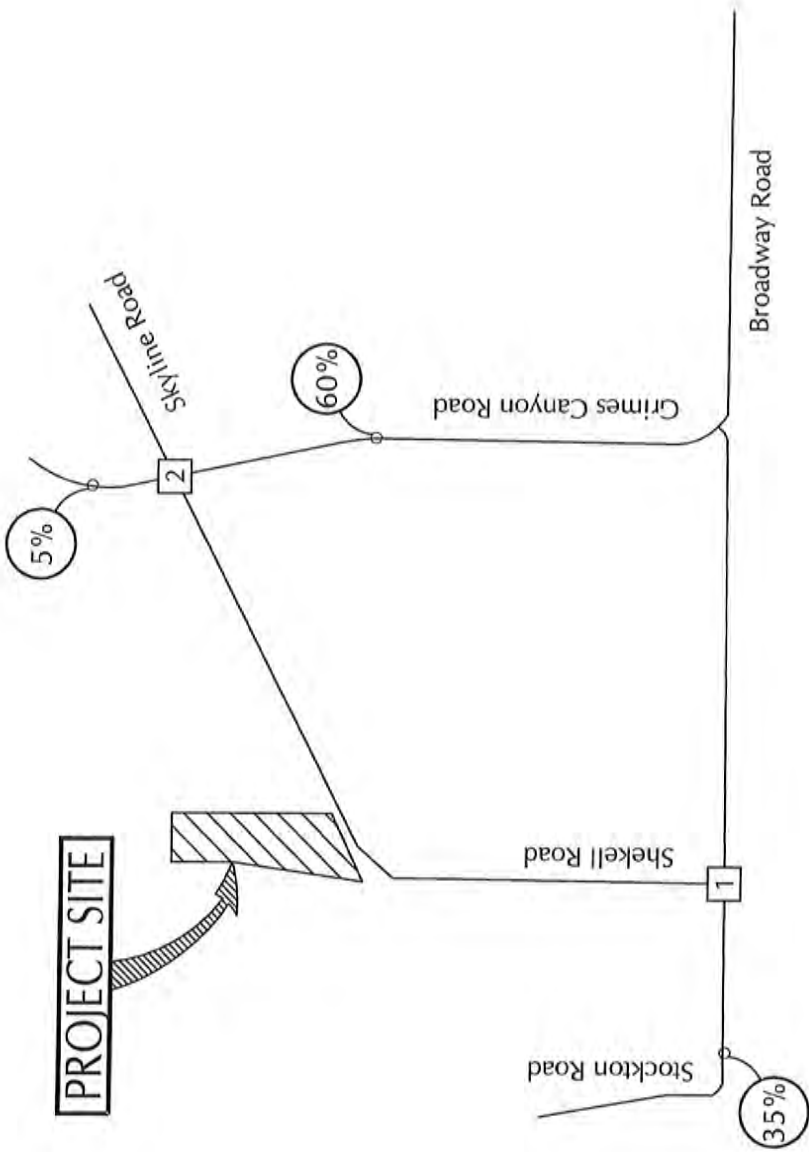 PROJECT SITE
5%
2
Skyline Road
60%
Grimes Canyon Road
Shekell Road
1
Stockton Road
35%
Broadway Road